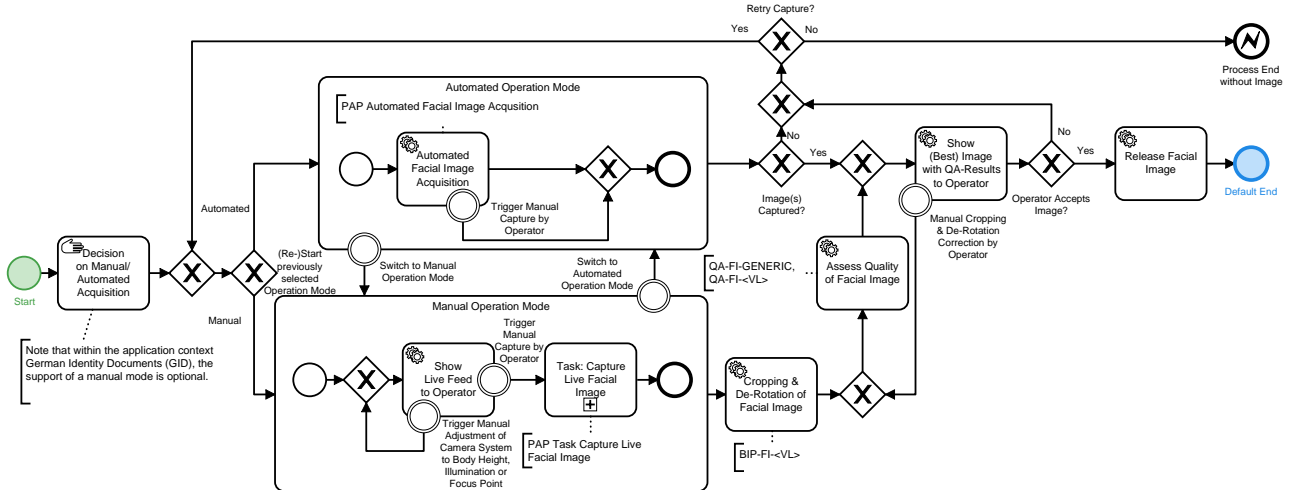 Retry Capture?
Yes
No
Process End
without Image
Automated Operation Mode
PAP Automated Facial Image Acqusition
Automated
Facial Image
Acquisition
Trigger Manual
Capture by
Operator
No
Yes
Image(s)
Captured?
Show
(Best) Image
with QA-Results
to Operator
No
Yes
Operator Accepts
Image?
Release Facial
Image
Default End
Manual Cropping
& De-Rotation
Correction by
Operator
Automated
(Re-)Start
previously
selected
Operation Mode
Manual
Decision
on Manual/
Automated
Acquisition
Start
Note that within the application context
German Identity Documents (GID), the
support of a manual mode is optional.
Switch to Manual
Operation Mode
Switch to
Automated
Operation Mode
QA-FI-GENERIC,
QA-FI-<VL>
Assess Quality
of Facial Image
Manual Operation Mode
Show
Live Feed
to Operator
Trigger
Manual
Capture by
Operator
Task: Capture
Live Facial
Image
Trigger Manual
Adjustment of
Camera System
to Body Height,
Illumination or
Focus Point
PAP Task Capture Live
Facial Image
Cropping &
De-Rotation of
Facial Image
BIP-FI-<VL>